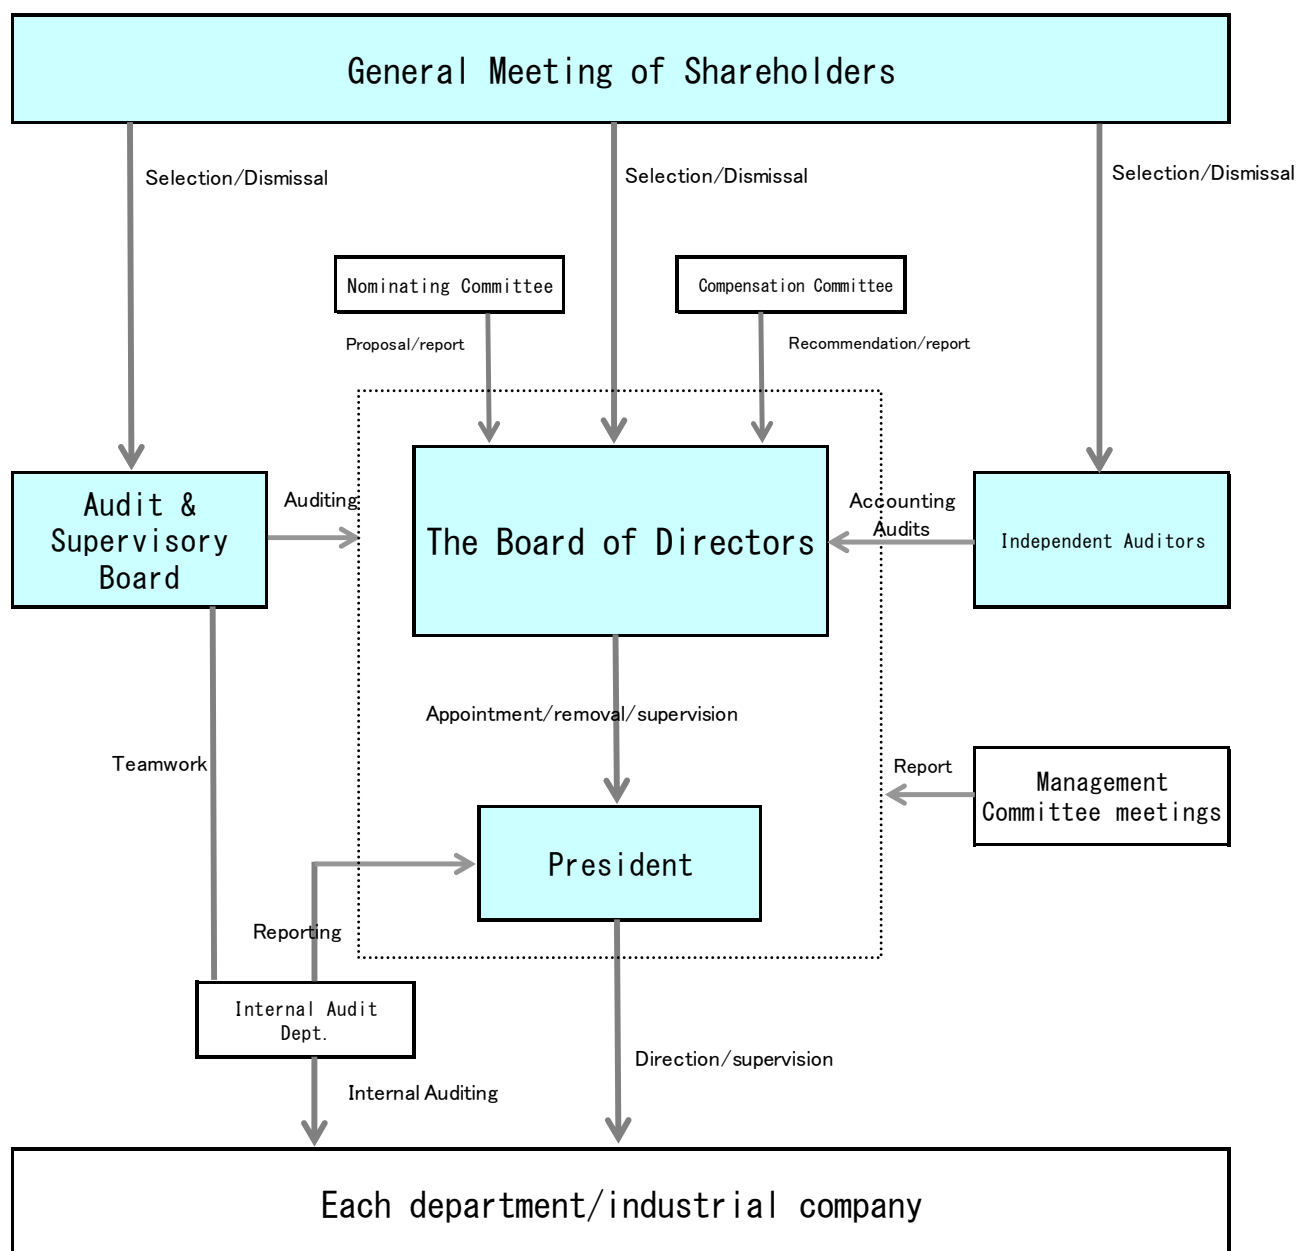 General Meeting of Shareholders
Selection/Dismissal
Selection/Dismissal
Selection/Dismissal
Nominating Committee
Compensation Committee
Proposal/report
Recommendation/report
Audit &
Supervisory
Board
Auditing
The Board of Directors
Accounting
Audits
Independent Auditors
Appointment/removal/supervision
Teamwork
Report
Management
Committee meetings
President
Reporting
Internal Audit
Dept.
Direction/supervision
Internal Auditing
Each department/industrial company